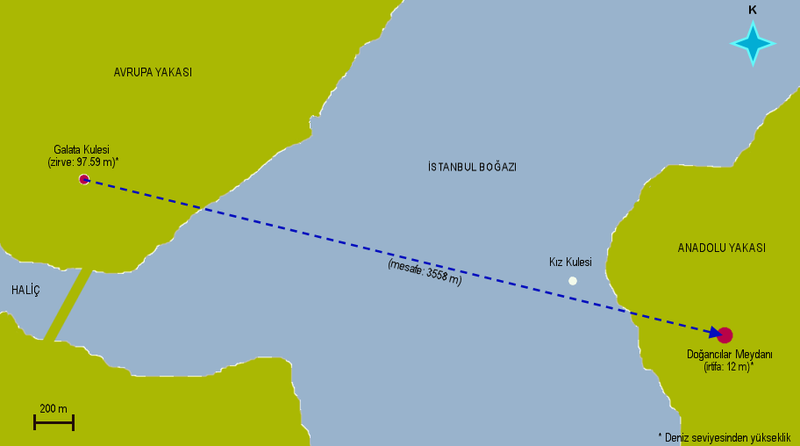 K
AVRUPA YAKASI
Galata Kulesi
(zirve: 97.59 m)*
İSTANBUL BOĞAZI
ANADOLU YAKASI
Kız Kulesi
(mesafe: 3558 m)
HALİÇ
Doğancılar Meydanı
(irtifa: 12 m)*
200 m
* Deniz seviyesinden yükseklik